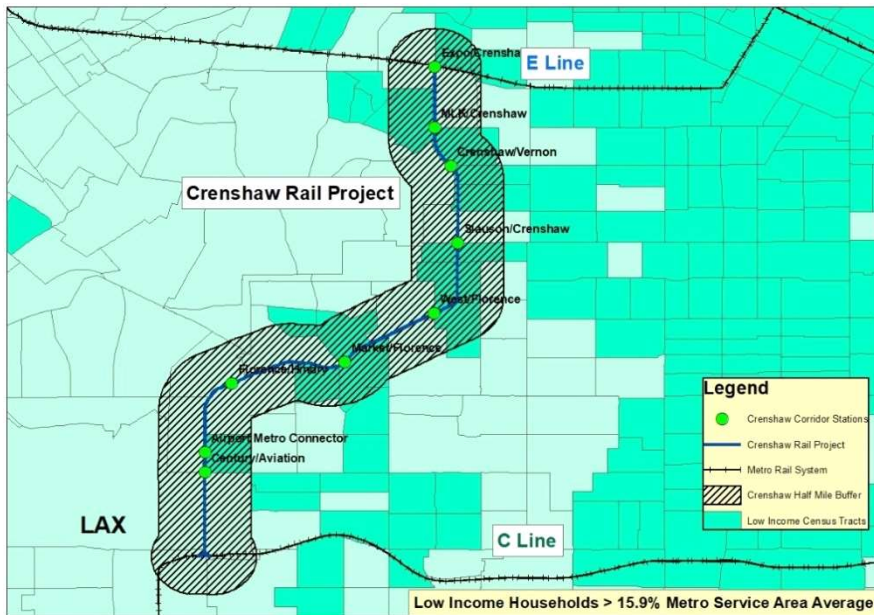 Expo/Crenshaw
E Line
MLK/Crenshaw
Crenshaw/Vernon
Crenshaw Rail Project
Slauson/Crenshaw
West/Florence
Market/Florence
Florence/Hindry
Airport Metro Connector
Century/Aviation
LAX
C Line
Legend
Crenshaw Corridor Stations
Crenshaw Rail Project
Metro Rail System
Crenshaw Half Mile Buffer
Low Income Census Tracts
Low Income Households > 15.9% Metro Service Area Average